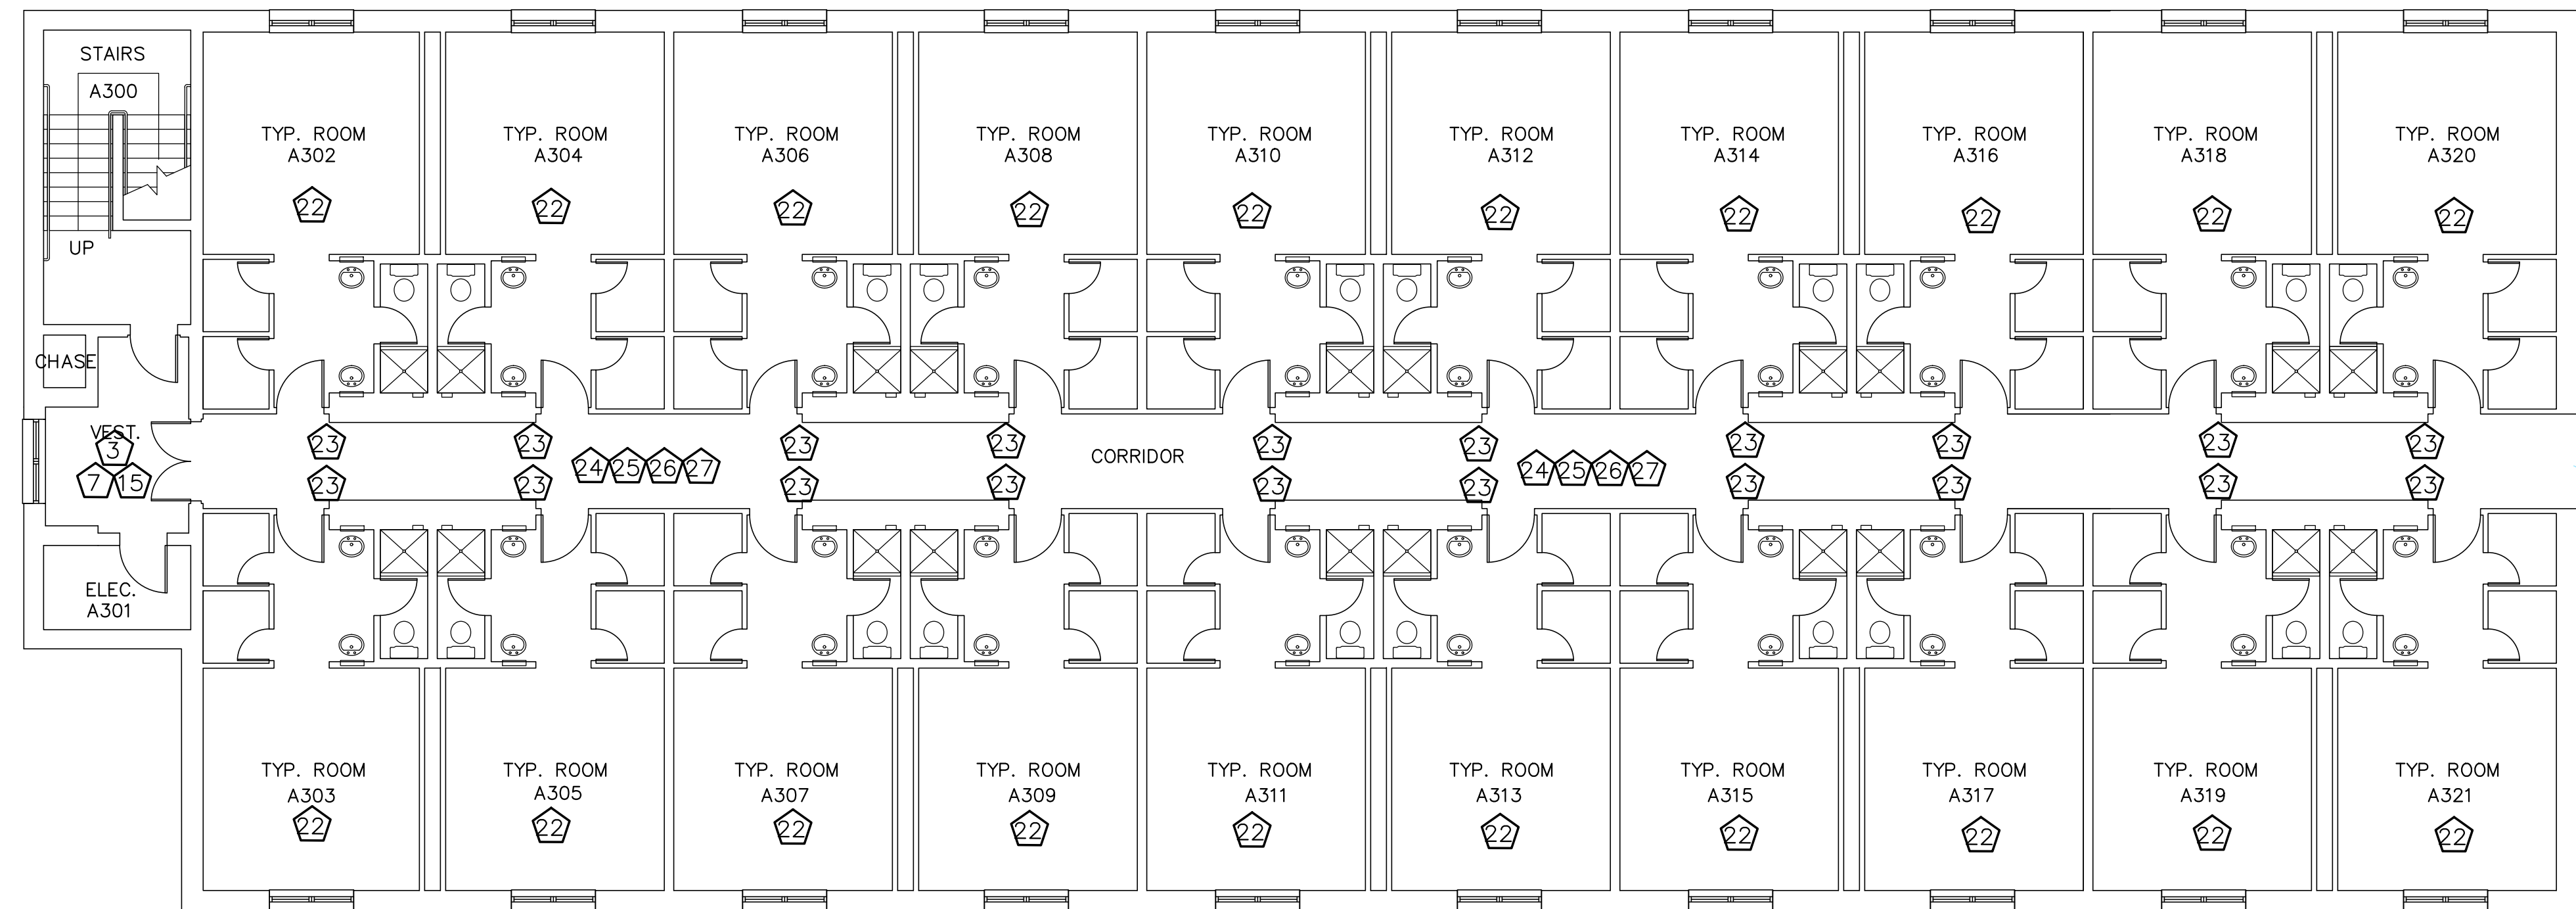 STAIRS
A300
UP
CHASE
VEST.
3
7 15
ELEC.
A301
TYP. ROOM
A302
22
TYP. ROOM
A304
22
TYP. ROOM
A306
22
TYP. ROOM
A308
22
TYP. ROOM
A310
22
TYP. ROOM
A312
22
TYP. ROOM
A314
22
TYP. ROOM
A316
22
TYP. ROOM
A318
22
TYP. ROOM
A320
22
23 23 23 23 23 23 23 23 23 23
24 25 26 27
CORRIDOR
24 25 26 27
23 23 23 23 23 23 23 23 23 23
TYP. ROOM
A303
22
TYP. ROOM
A305
22
TYP. ROOM
A307
22
TYP. ROOM
A309
22
TYP. ROOM
A311
22
TYP. ROOM
A313
22
TYP. ROOM
A315
22
TYP. ROOM
A317
22
TYP. ROOM
A319
22
TYP. ROOM
A321
22